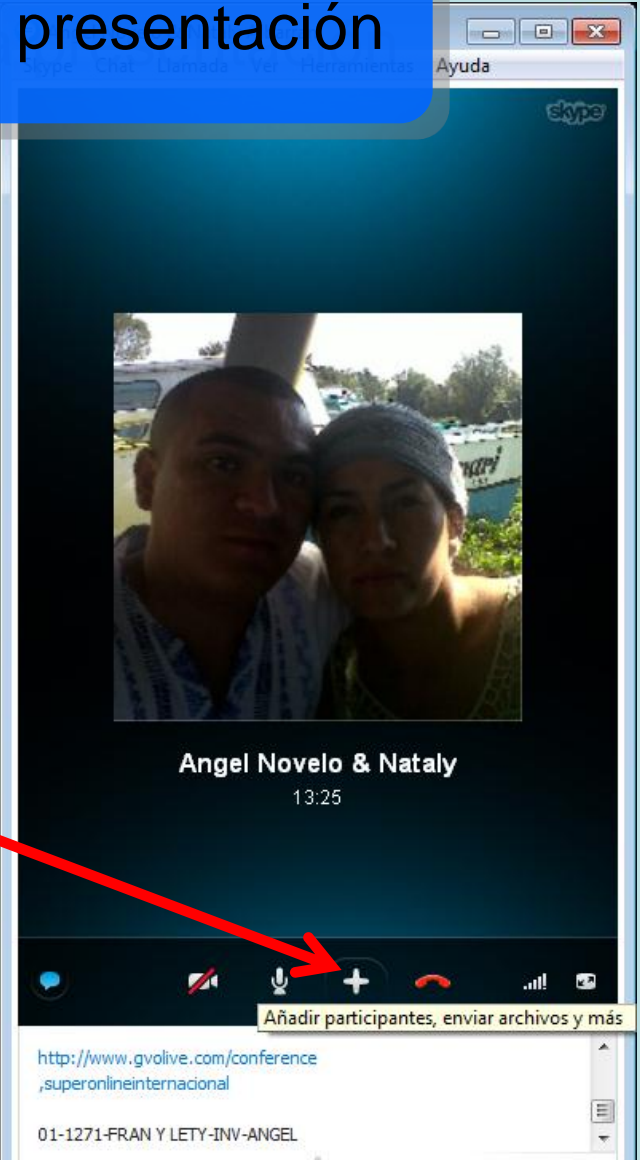 presentación
Skype Chat Llamada Ver Herramientas Ayuda
skype
mari
Angel Novelo & Nataly
13:25
Añadir participantes, enviar archivos y más
http://www.gvolive.com/conference
,superonlineinternacional
01-1271-FRAN Y LETY-INV-ANGEL